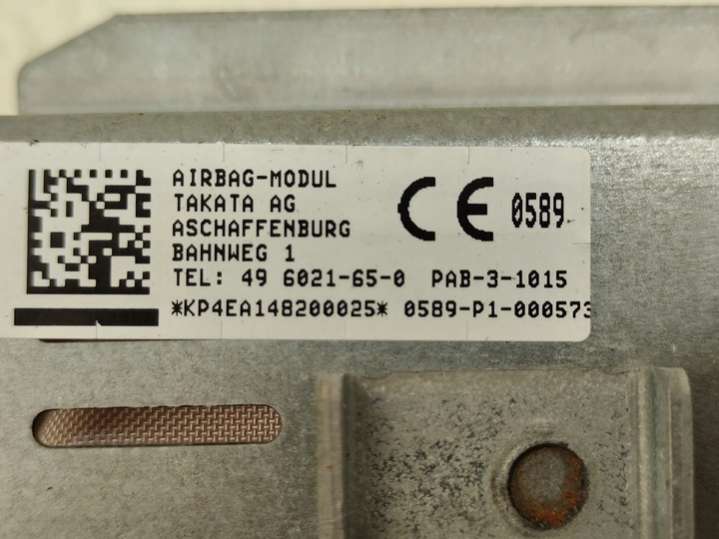 AIRBAG-MODUL
TAKATA AG
ASCHAFFENBURG
BAHNWEG 1
CE 0589
TEL: 49 6021-65-0 PAB-3-1015
*KP4EA148200025* 0589-P1-000573